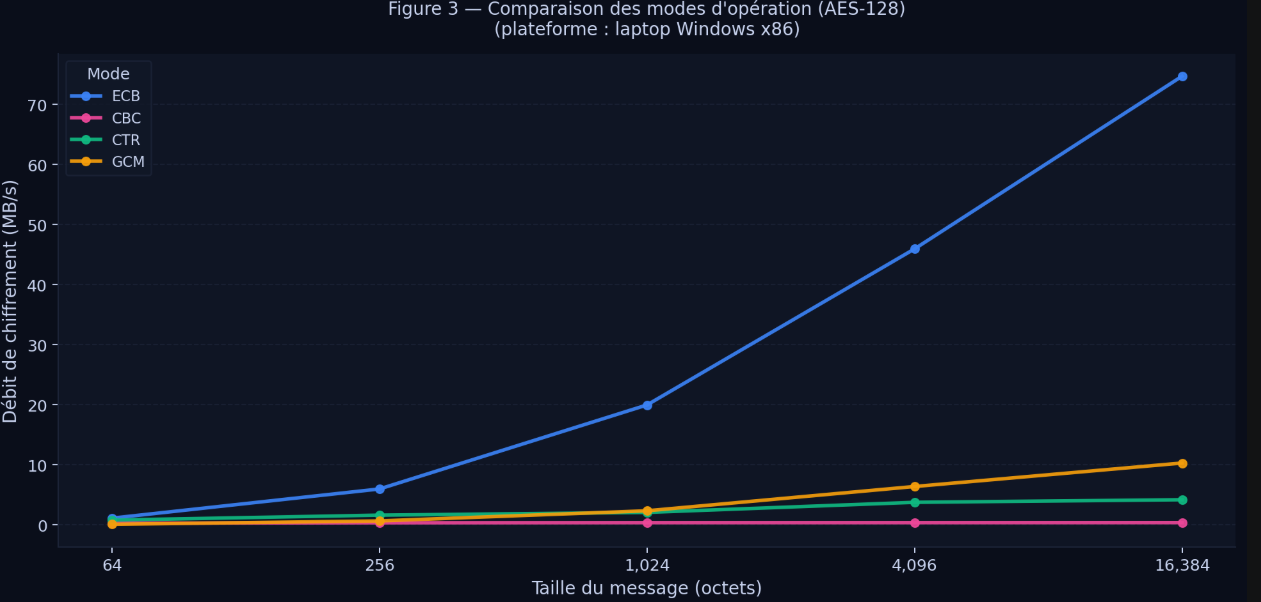 Figure 3 — Comparaison des modes d'opération (AES-128)
(plateforme : laptop Windows x86)
Mode
ECB
CBC
CTR
GCM
Débit de chiffrement (MB/s)
70
60
50
40
30
20
10
0
64
256
1,024
4,096
16,384
Taille du message (octets)